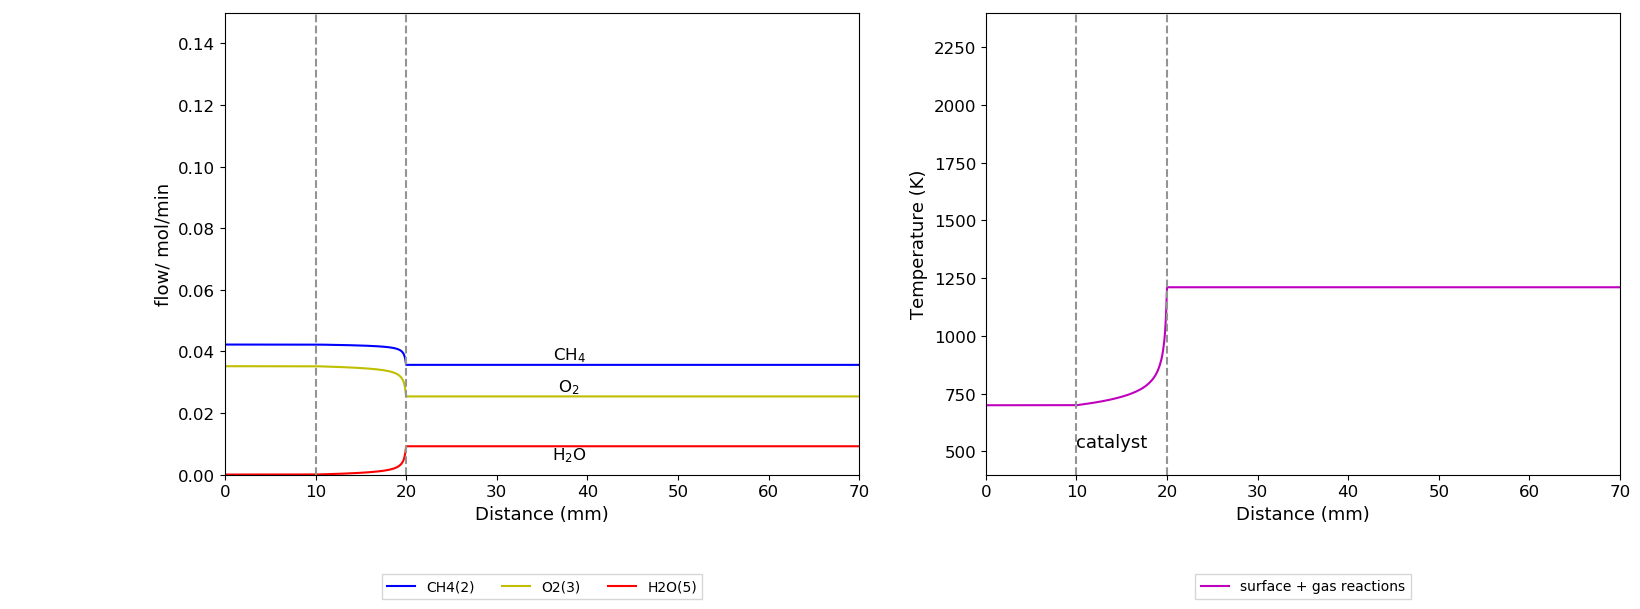 0.14
0.12
0.10
0.08
0.06
0.04
0.02
0.00
flow/ mol/min
CH₄
O₂
H₂O
0 10 20 30 40 50 60 70
Distance (mm)
CH4(2) O2(3) H2O(5)
2250
2000
1750
1500
1250
1000
750
500
Temperature (K)
catalyst
0 10 20 30 40 50 60 70
Distance (mm)
surface + gas reactions